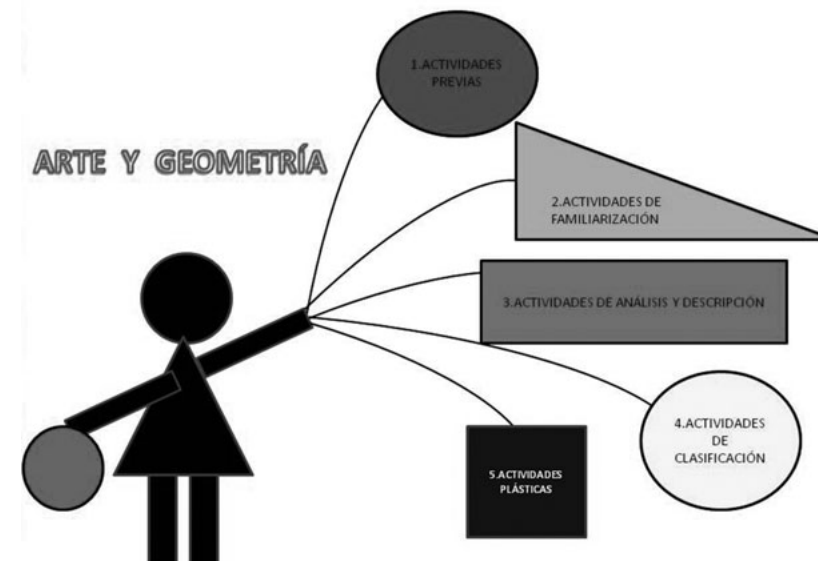 1.ACTIVIDADES
PREVIAS
ARTE Y GEOMETRÍA
2.ACTIVIDADES DE
FAMILIARIZACIÓN
3.ACTIVIDADES DE ANÁLISIS Y DESCRIPCIÓN
4.ACTIVIDADES
DE
CLASIFICACIÓN
5.ACTIVIDADES
PLÁSTICAS